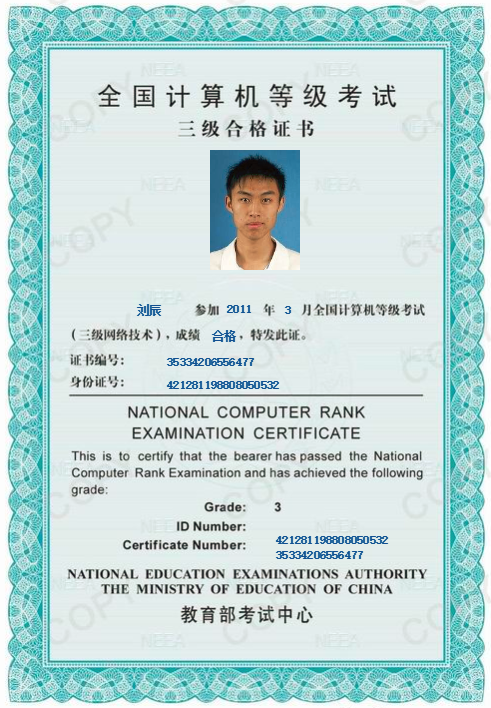 全国计算机等级考试
三级合格证书
刘辰 参加 2011 年 3 月全国计算机等级考试
(三级网络技术), 成绩 合格, 特发此证。
证书编号: 35334206556477
身份证号: 421281198808050532
NATIONAL COMPUTER RANK
EXAMINATION CERTIFICATE
This is to certify that the bearer has passed the National
Computer Rank Examination and has achieved the following
grade:
Grade: 3
ID Number: 421281198808050532
Certificate Number: 35334206556477
NATIONAL EDUCATION EXAMINATIONS AUTHORITY
THE MINISTRY OF EDUCATION OF CHINA
教育部考试中心
COPY
NEEA